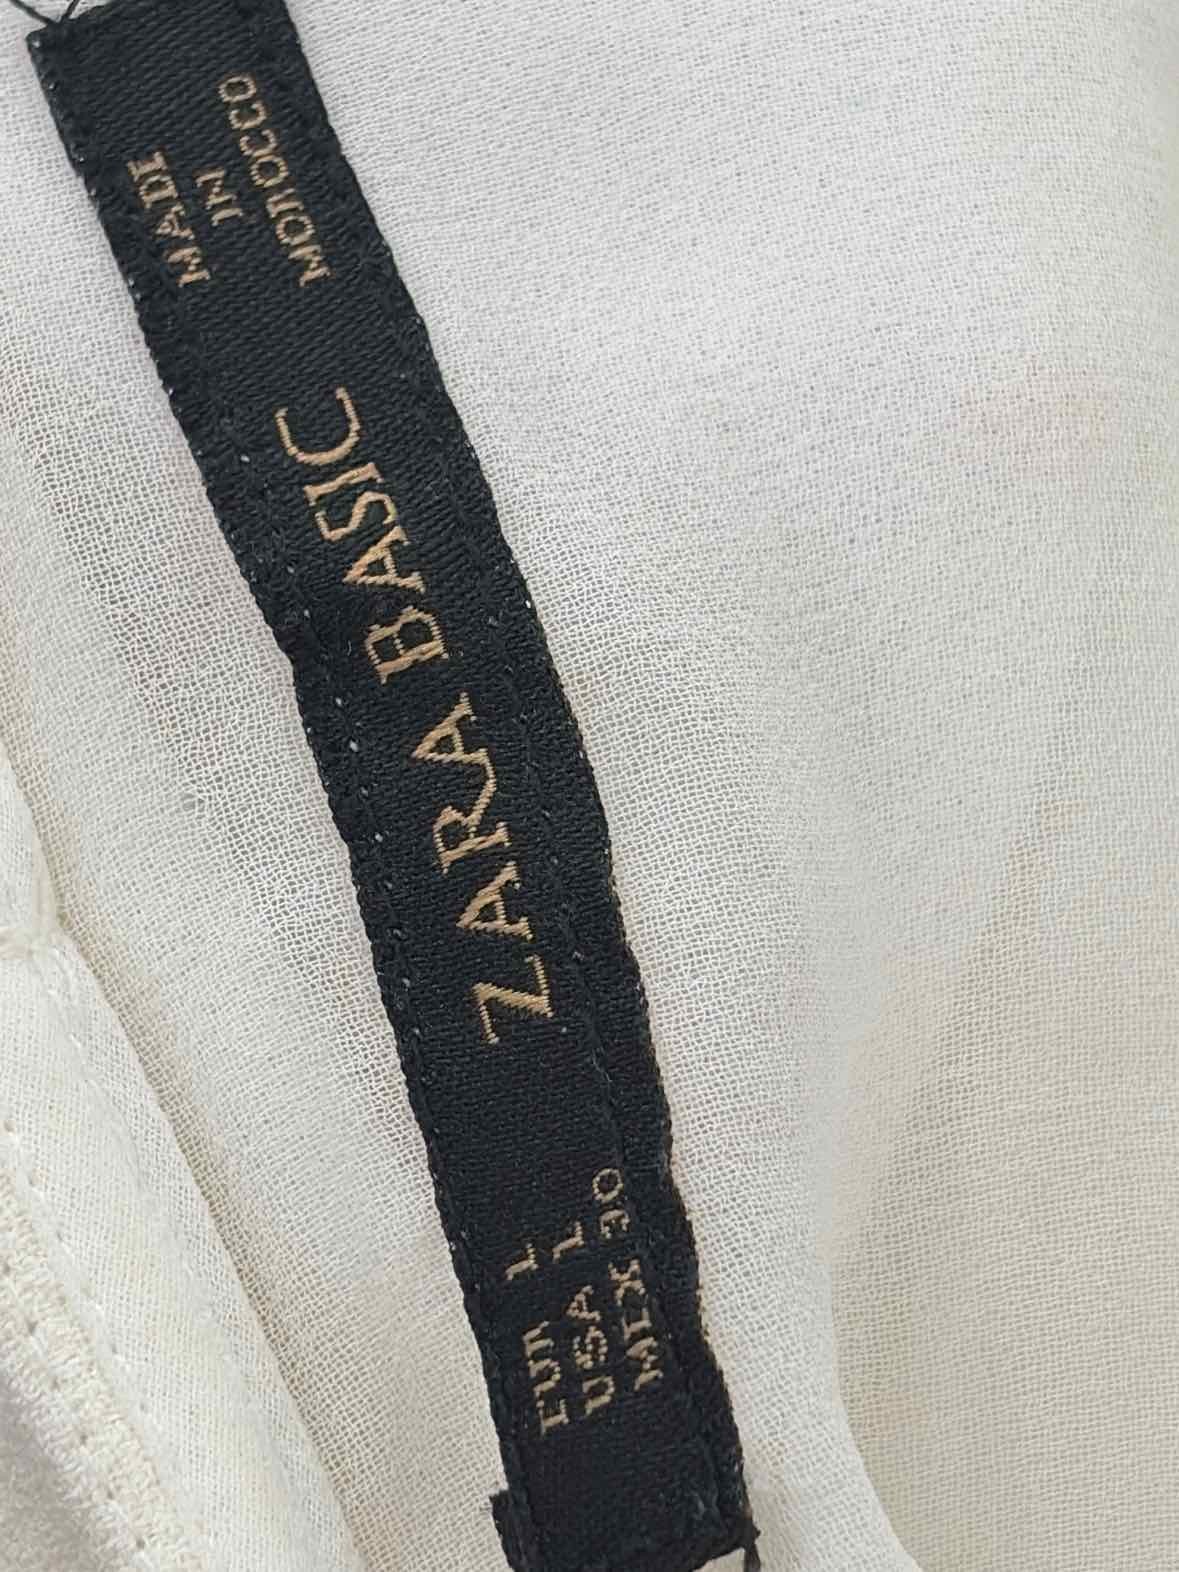 EUR L
USA L
MEX 30
ZARA BASIC
MADE
IN
MOROCCO